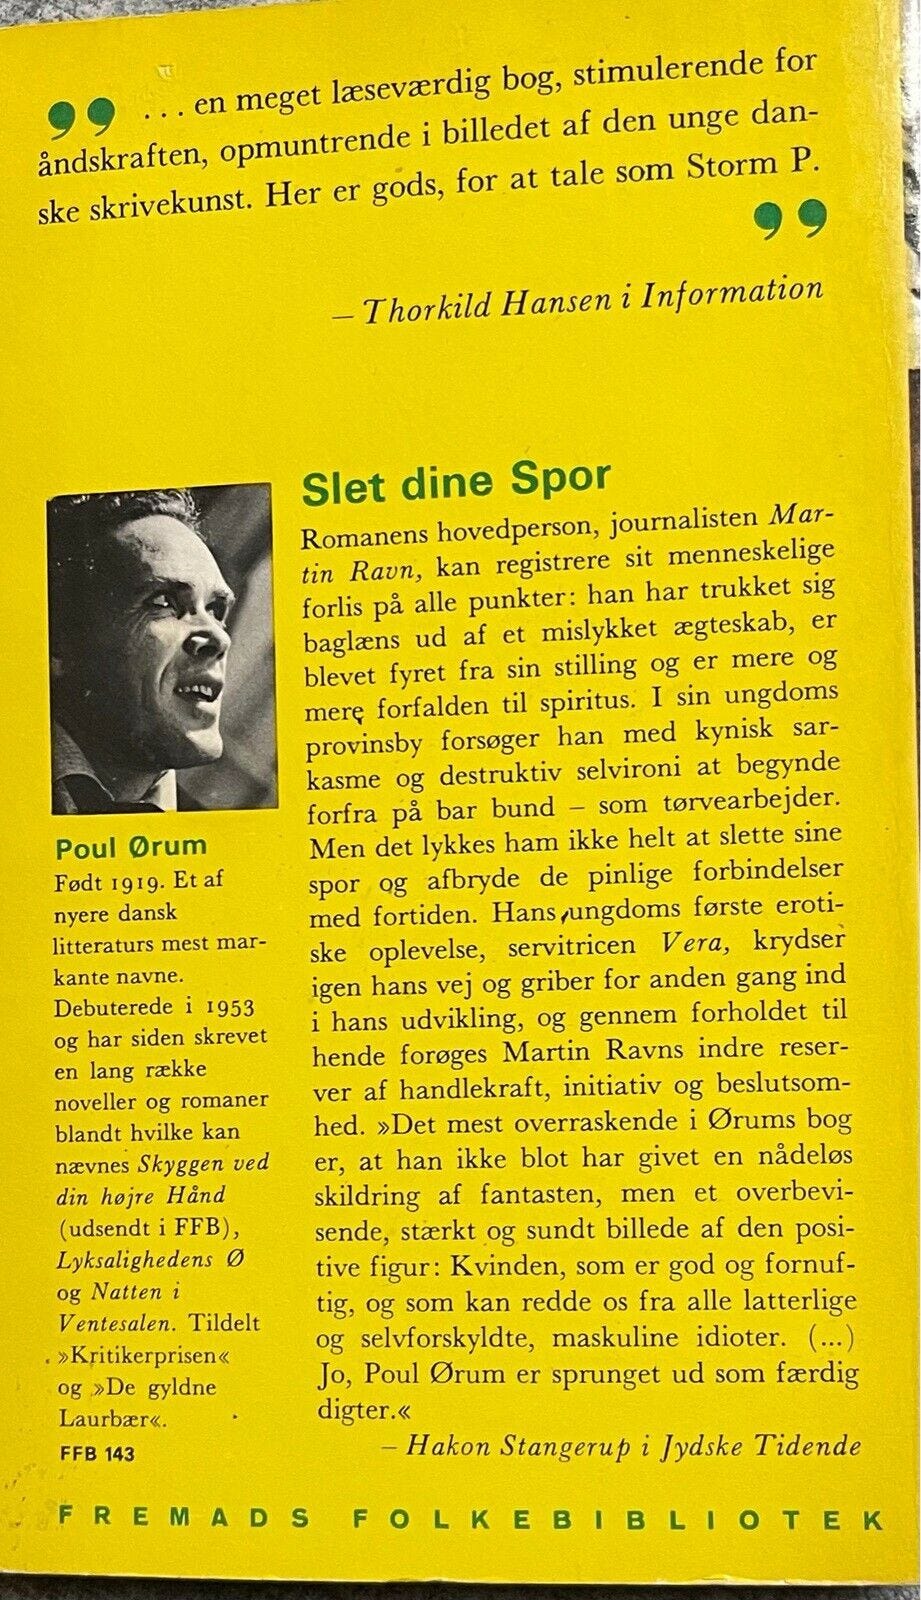 ❟❟ ... en meget læseværdig bog, stimulerende for
åndskraften, opmuntrende i billedet af den unge dan-
ske skrivekunst. Her er gods, for at tale som Storm P.
❟❟
– Thorkild Hansen i Information
Slet dine Spor
Romanens hovedperson, journalisten Mar-
tin Ravn, kan registrere sit menneskelige
forlis på alle punkter: han har trukket sig
baglæns ud af et mislykket ægteskab, er
blevet fyret fra sin stilling og er mere og
mere forfalden til spiritus. I sin ungdoms
provinsby forsøger han med kynisk sar-
kasme og destruktiv selvironi at begynde
forfra på bar bund – som tørvearbejder.
Men det lykkes ham ikke helt at slette sine
spor og afbryde de pinlige forbindelser
med fortiden. Hans ungdoms første eroti-
ske oplevelse, servitricen Vera, krydser
igen hans vej og griber for anden gang ind
i hans udvikling, og gennem forholdet til
hende forøges Martin Ravns indre reser-
ver af handlekraft, initiativ og beslutsom-
hed. »Det mest overraskende i Ørums bog
er, at han ikke blot har givet en nådeløs
skildring af fantasten, men et overbevi-
sende, stærkt og sundt billede af den posi-
tive figur: Kvinden, som er god og fornuf-
tig, og som kan redde os fra alle latterlige
og selvforskyldte, maskuline idioter. (...)
Jo, Poul Ørum er sprunget ud som færdig
digter.«
– Hakon Stangerup i Jydske Tidende
Poul Ørum
Født 1919. Et af
nyere dansk
litteraturs mest mar-
kante navne.
Debuterede i 1953
og har siden skrevet
en lang række
noveller og romaner
blandt hvilke kan
nævnes Skyggen ved
din højre Hånd
(udsendt i FFB),
Lyksalighedens Ø
og Natten i
Ventesalen. Tildelt
»Kritikerprisen«
og »De gyldne
Laurbær«.
FFB 143
FREMADS FOLKEBIBLIOTEK